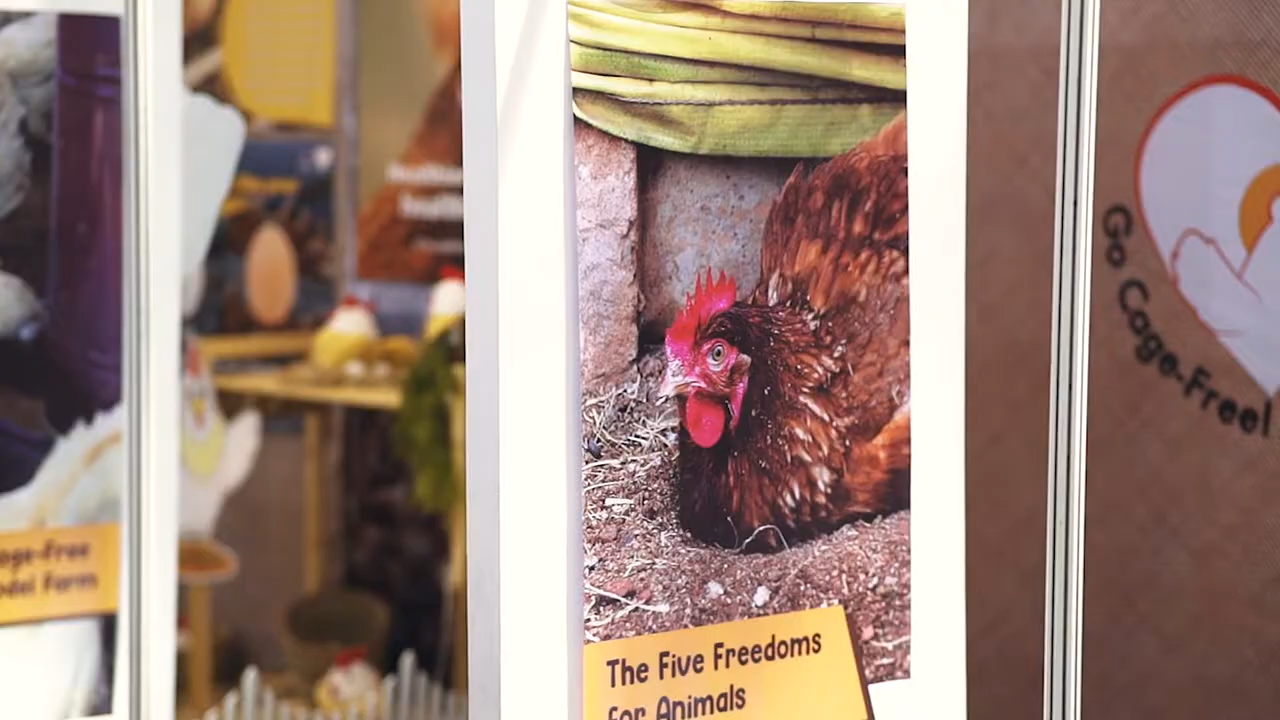 The Five Freedoms
for Animals
Go Cage-Free!
age-Free
odel Farm